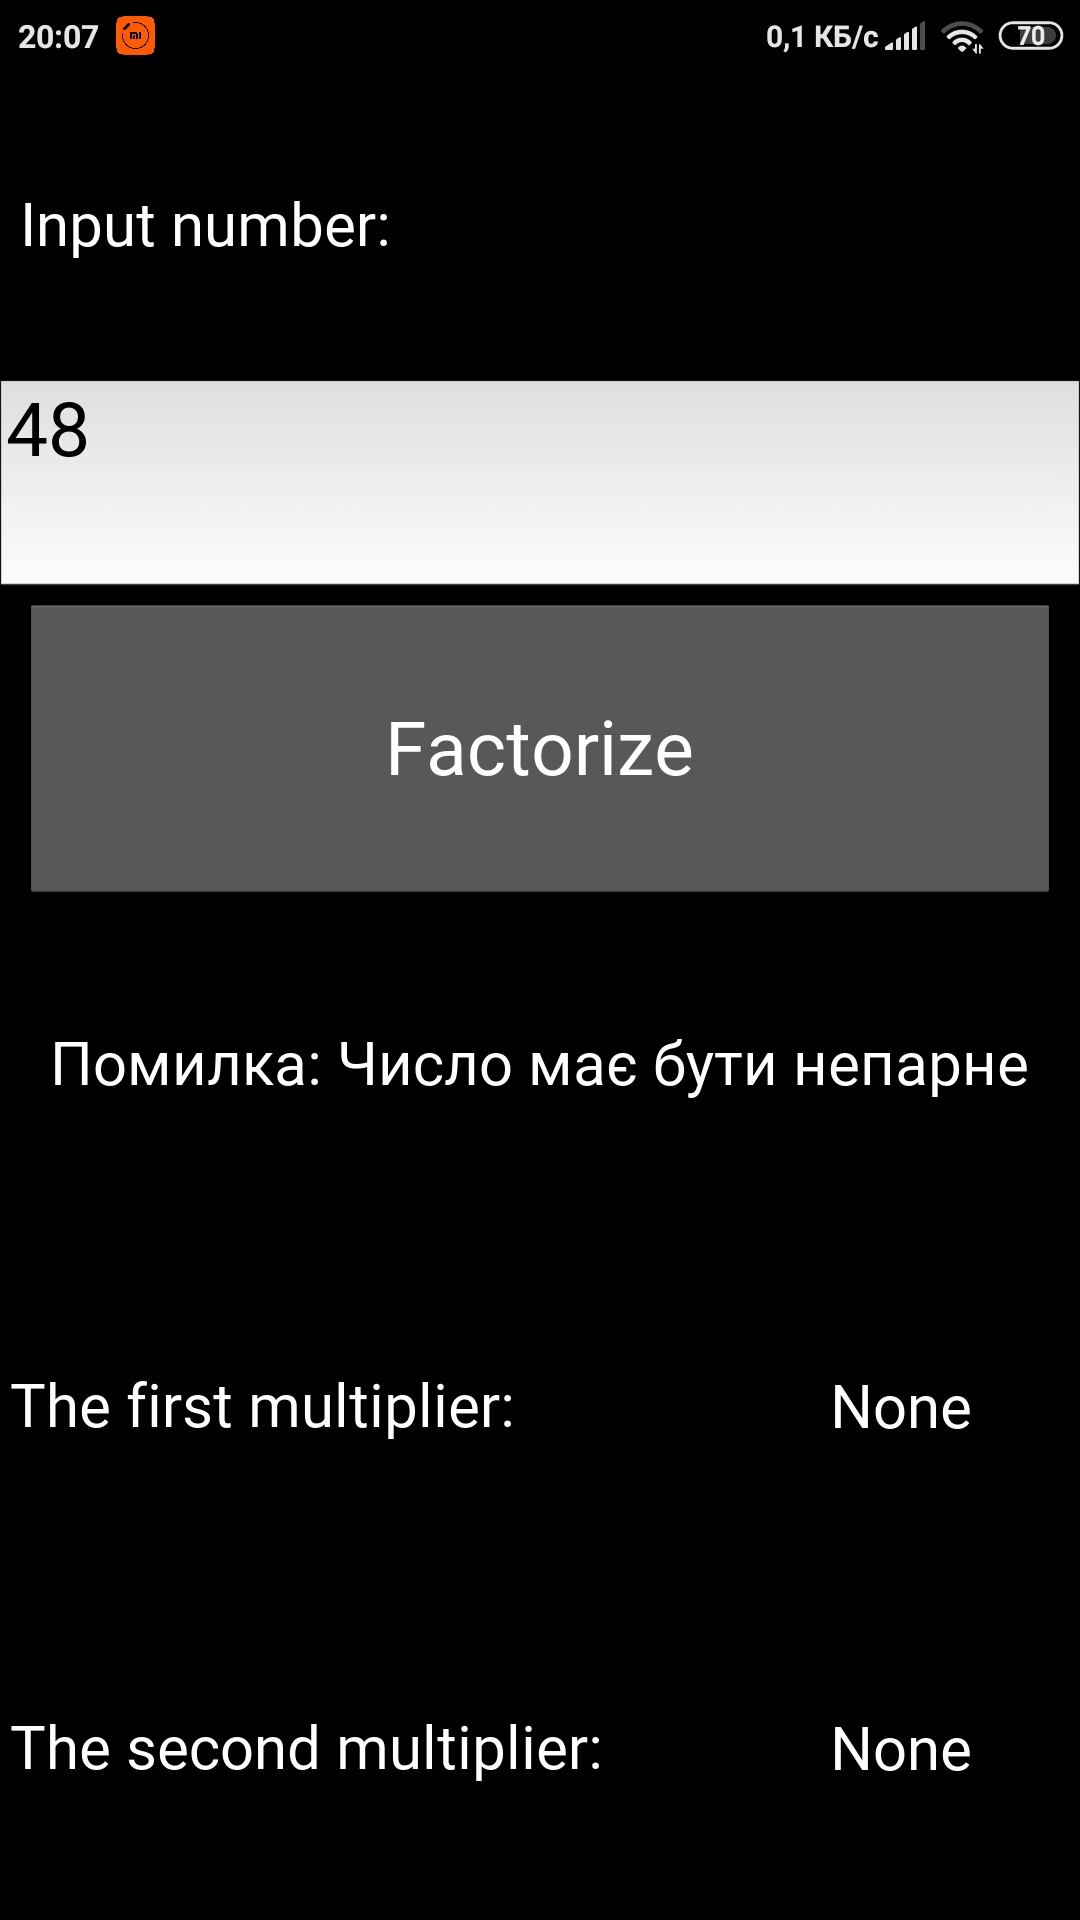 20:07 0,1 КБ/с 70
Input number:
48
Factorize
Помилка: Число має бути непарне
The first multiplier: None
The second multiplier: None